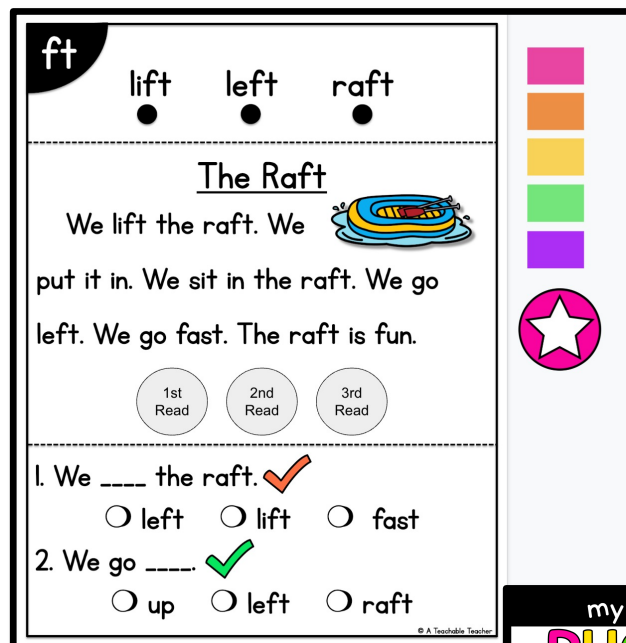 ft
lift left raft
The Raft
We lift the raft. We
put it in. We sit in the raft. We go
left. We go fast. The raft is fun.
1st Read
2nd Read
3rd Read
1. We ____ the raft.
left lift fast
2. We go ____.
up left raft
© A Teachable Teacher
my